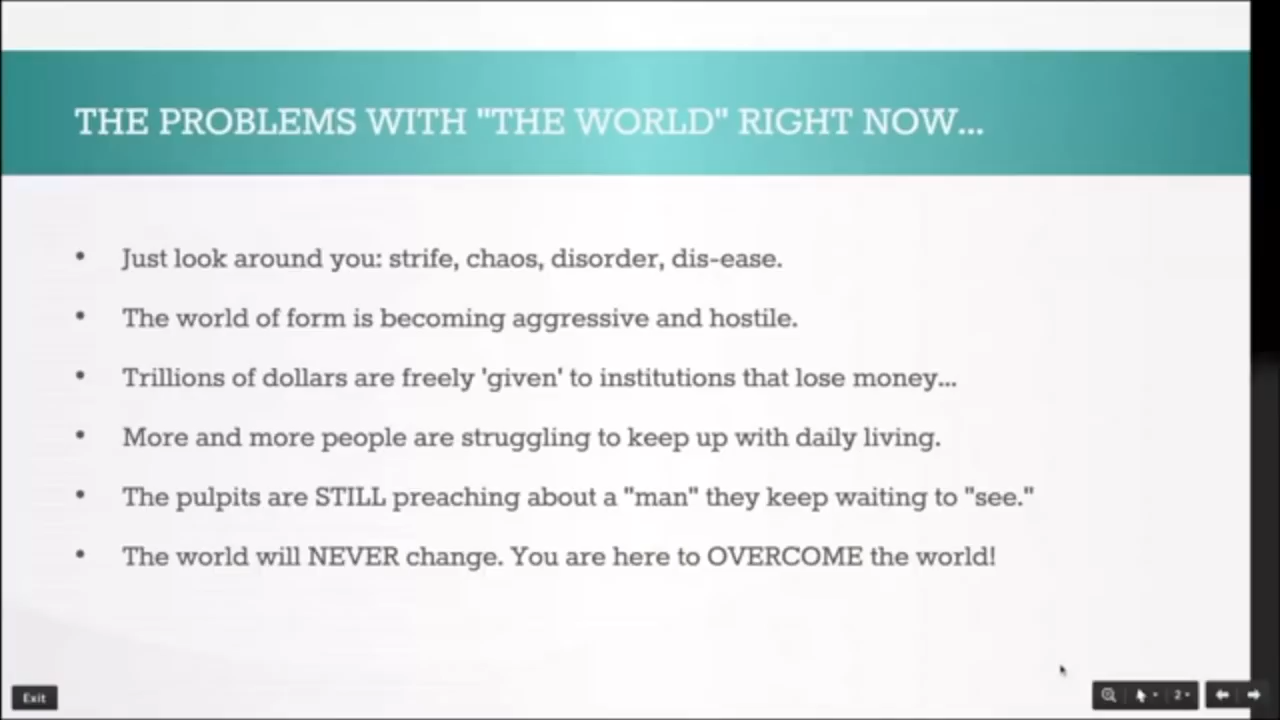 THE PROBLEMS WITH "THE WORLD" RIGHT NOW...
• Just look around you: strife, chaos, disorder, dis-ease.
• The world of form is becoming aggressive and hostile.
• Trillions of dollars are freely 'given' to institutions that lose money...
• More and more people are struggling to keep up with daily living.
• The pulpits are STILL preaching about a "man" they keep waiting to "see."
• The world will NEVER change. You are here to OVERCOME the world!
Exit
2